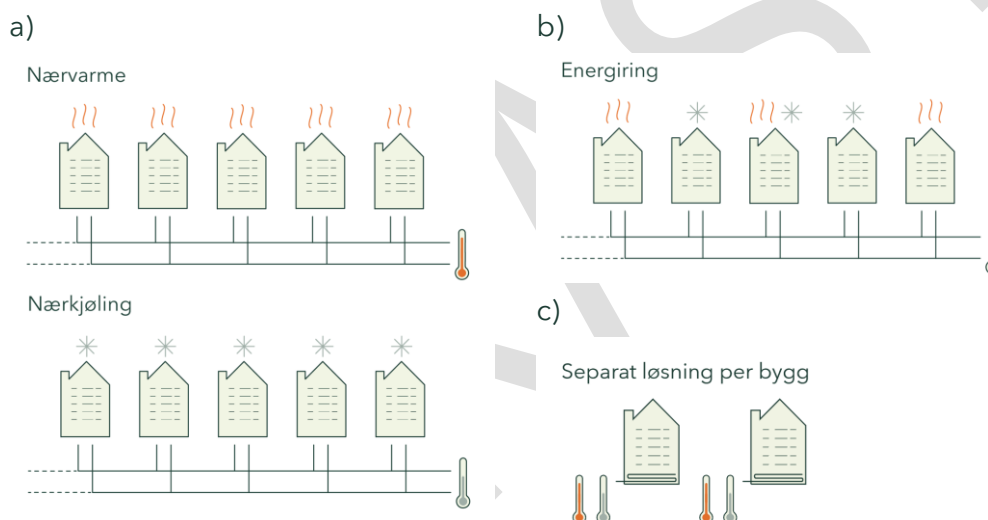 a)
Nærvarme
Nærkjøling
b)
Energiring
c)
Separat løsning per bygg